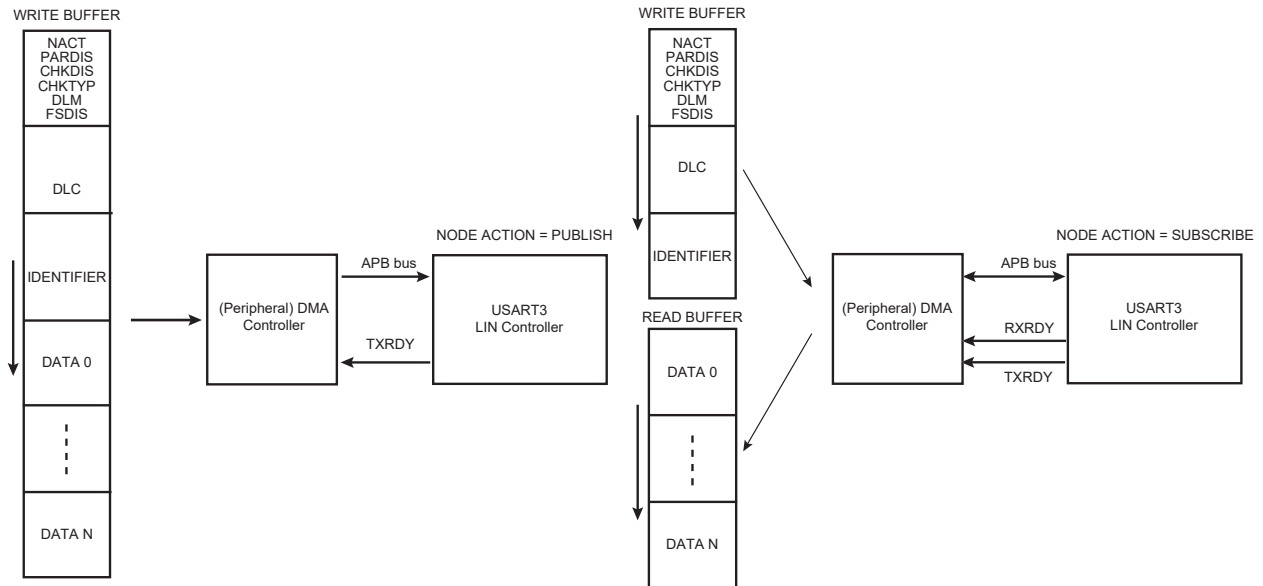 WRITE BUFFER
NACT
PARDIS
CHKDIS
CHKTYP
DLM
FSDIS
DLC
IDENTIFIER
DATA 0
DATA N
(Peripheral) DMA
Controller
APB bus
TXRDY
NODE ACTION = PUBLISH
USART3
LIN Controller
WRITE BUFFER
NACT
PARDIS
CHKDIS
CHKTYP
DLM
FSDIS
DLC
IDENTIFIER
READ BUFFER
DATA 0
DATA N
(Peripheral) DMA
Controller
APB bus
RXRDY
TXRDY
NODE ACTION = SUBSCRIBE
USART3
LIN Controller